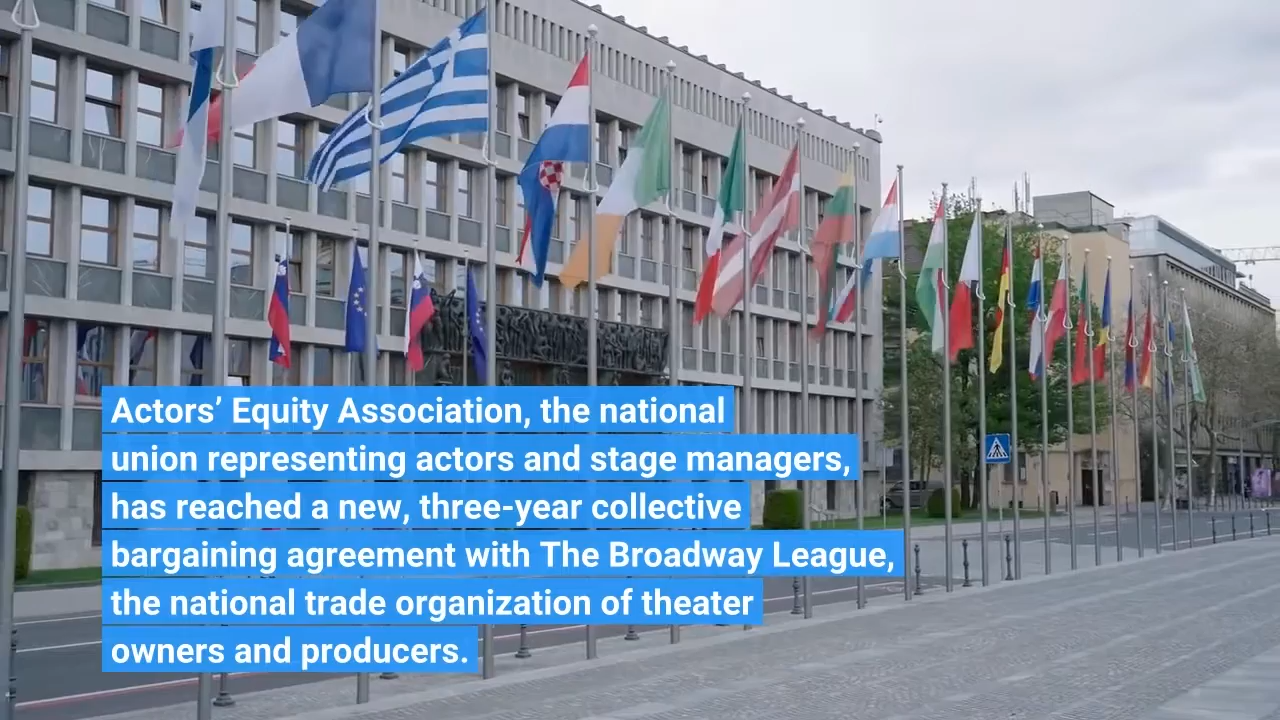 Actors’ Equity Association, the national
union representing actors and stage managers,
has reached a new, three-year collective
bargaining agreement with The Broadway League,
the national trade organization of theater
owners and producers.